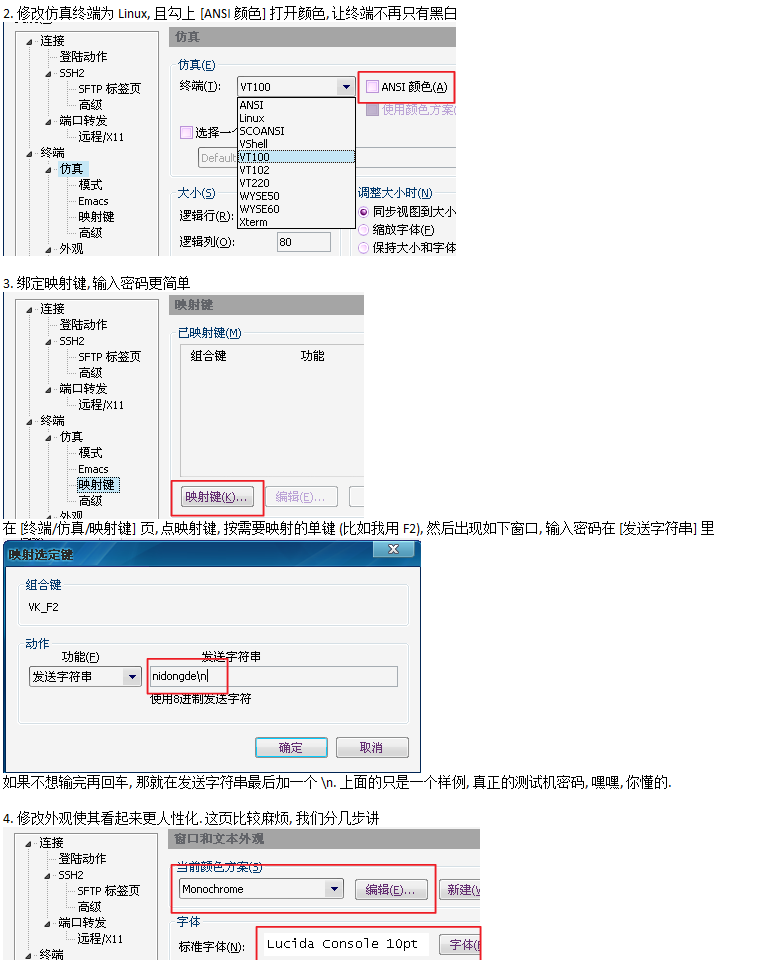 2. 修改仿真终端为 Linux, 且勾上 [ANSI 颜色] 打开颜色, 让终端不再只有黑白
连接
登陆动作
SSH2
SFTP 标签页
高级
端口转发
远程/X11
终端
仿真
模式
Emacs
映射键
高级
外观
仿真
仿真(E)
终端(T):
VT100
ANSI 颜色(A)
使用颜色方案(
ANSI
Linux
SCOANSI
VShell
VT100
VT102
VT220
WYSE50
WYSE60
Xterm
选择一个
Default
大小(S)
逻辑行(R):
逻辑列(O):
80
调整大小时(N)
同步视图到大小
缩放字体(F)
保持大小和字体
3. 绑定映射键, 输入密码更简单
连接
登陆动作
SSH2
SFTP 标签页
高级
端口转发
远程/X11
终端
仿真
模式
Emacs
映射键
高级
外观
映射键
已映射键(M)
组合键 功能
映射键(K)... 编辑(E)...
在 [终端/仿真/映射键] 页, 点映射键, 按需要映射的单键 (比如我用 F2), 然后出现如下窗口, 输入密码在 [发送字符串] 里
映射选定键
组合键
VK_F2
动作
功能(F) 发送字符串
发送字符串 nidongde\n
使用8进制发送字符
确定 取消
如果不想输完再回车, 那就在发送字符串最后加一个 \n. 上面的只是一个样例, 真正的测试机密码, 嘿嘿, 你懂的.
4. 修改外观使其看起来更人性化. 这页比较麻烦, 我们分几步讲
连接
登陆动作
SSH2
SFTP 标签页
高级
端口转发
远程/X11
终端
窗口和文本外观
当前颜色方案(S)
Monochrome 编辑(E)... 新建(
字体
标准字体(N): Lucida Console 10pt 字体(